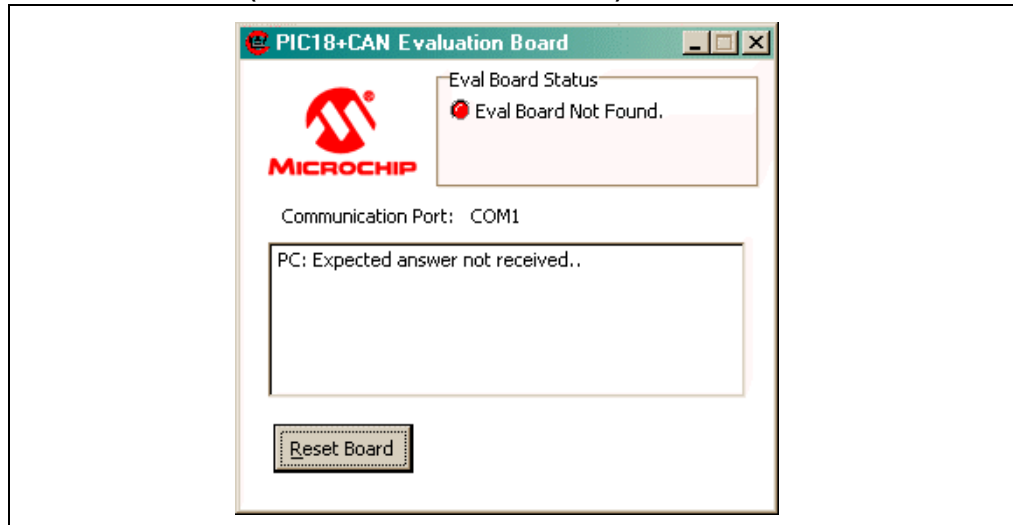 PIC18+CAN Evaluation Board
Eval Board Status
Eval Board Not Found.
MICROCHIP
Communication Port: COM1
PC: Expected answer not received..
Reset Board